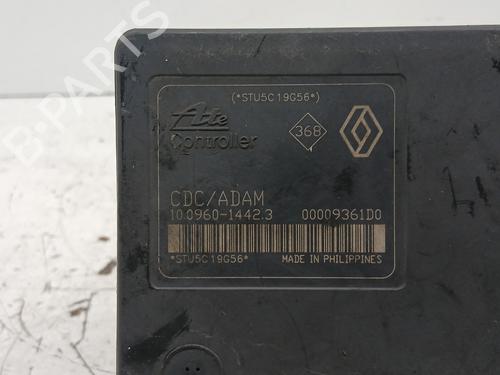 (*STU5C19G56*)
Ate
Controller
368
CDC/ADAM
10.0960-1442.3 00009361D0
*STU5C19G56* MADE IN PHILIPPINES
B-PARTS